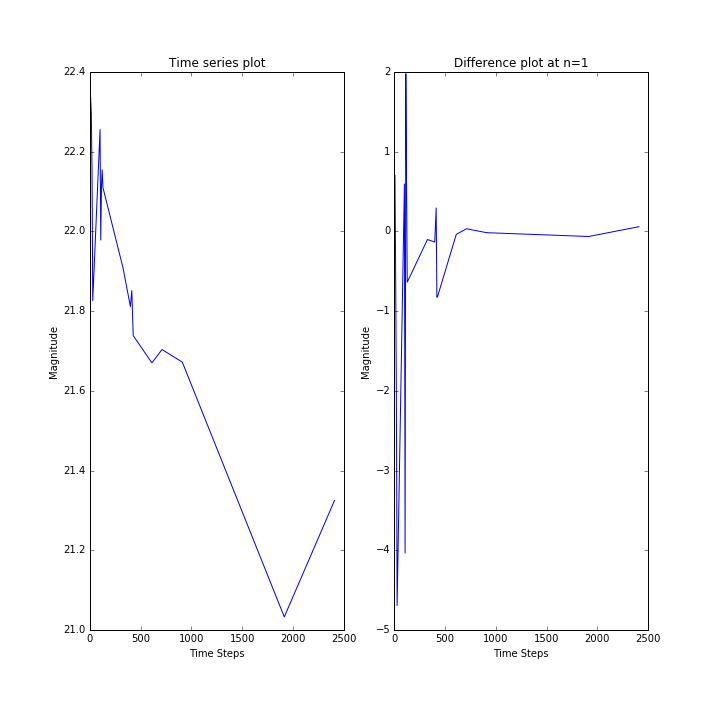 Time series plot
Magnitude
22.4
22.2
22.0
21.8
21.6
21.4
21.2
21.0
0 500 1000 1500 2000 2500
Time Steps
Difference plot at n=1
Magnitude
2
1
0
−1
−2
−3
−4
−5
0 500 1000 1500 2000 2500
Time Steps